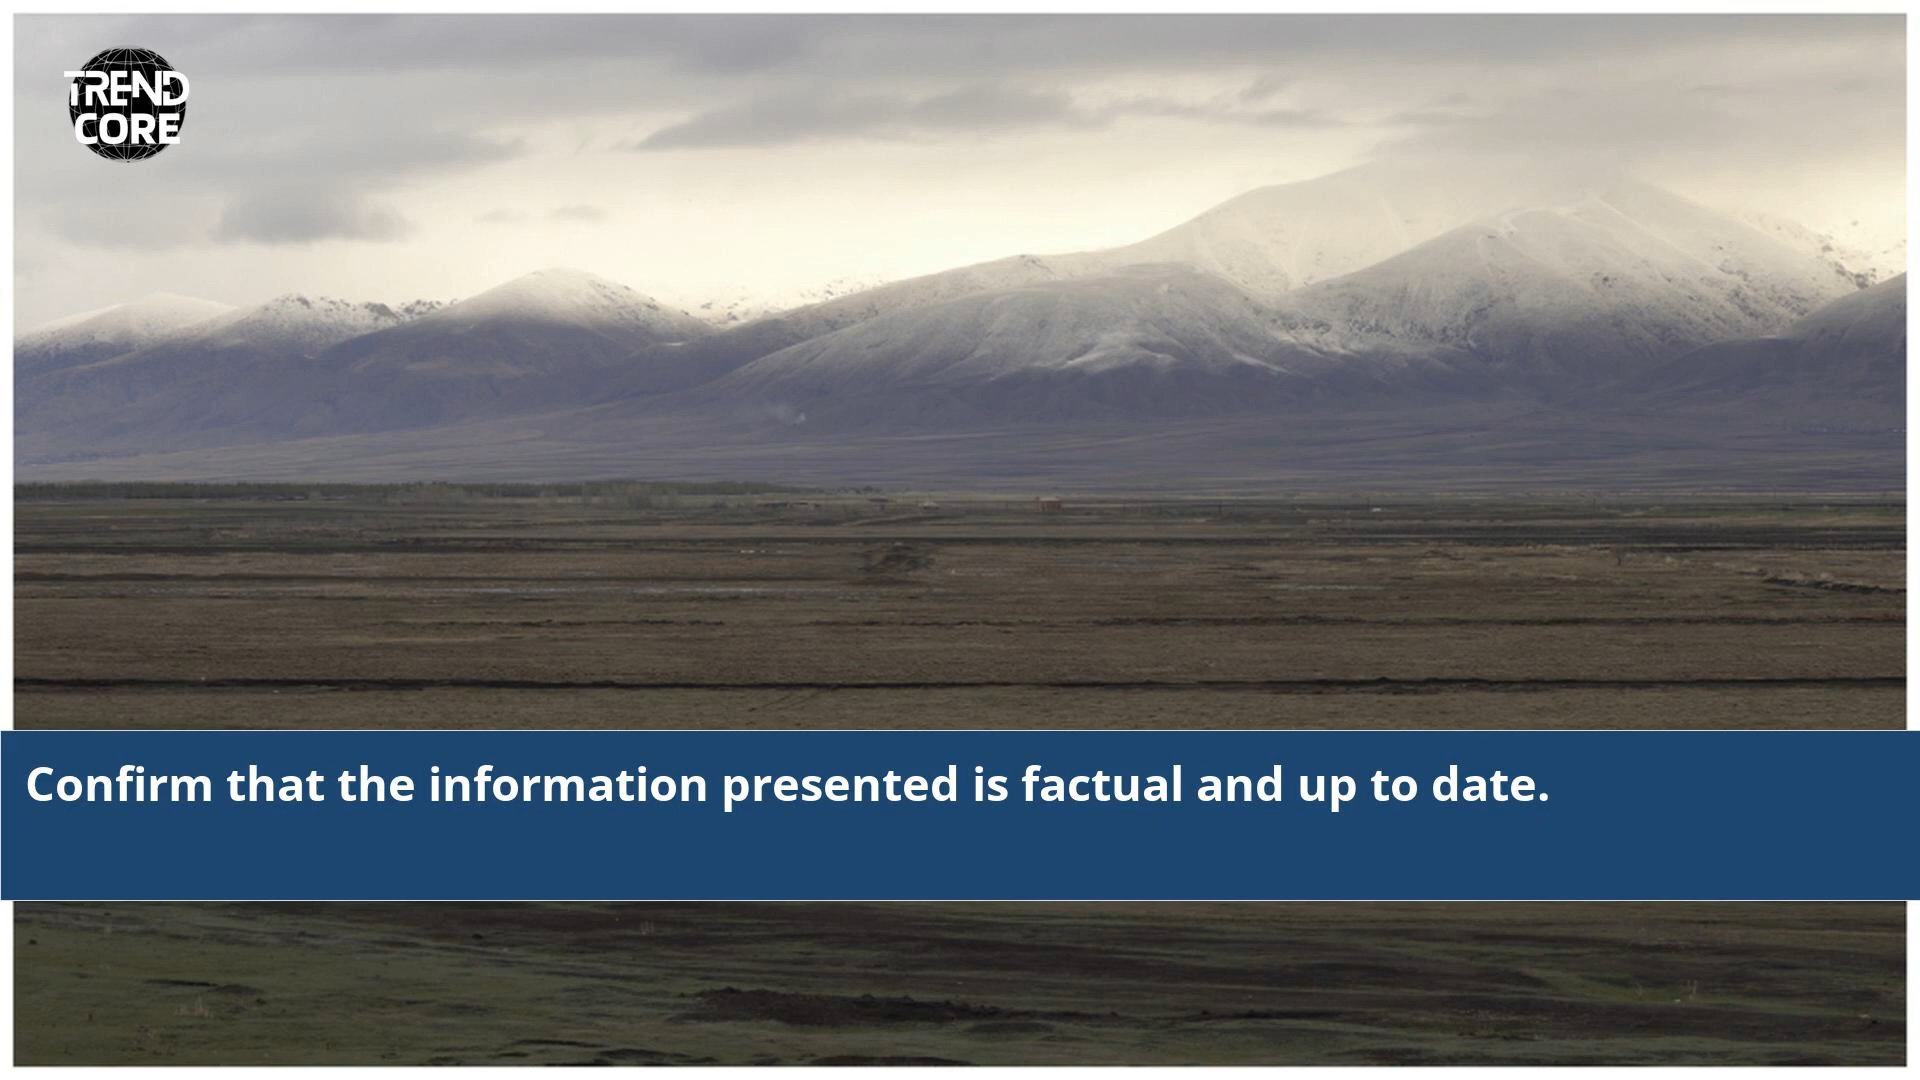 TREND
CORE
Confirm that the information presented is factual and up to date.